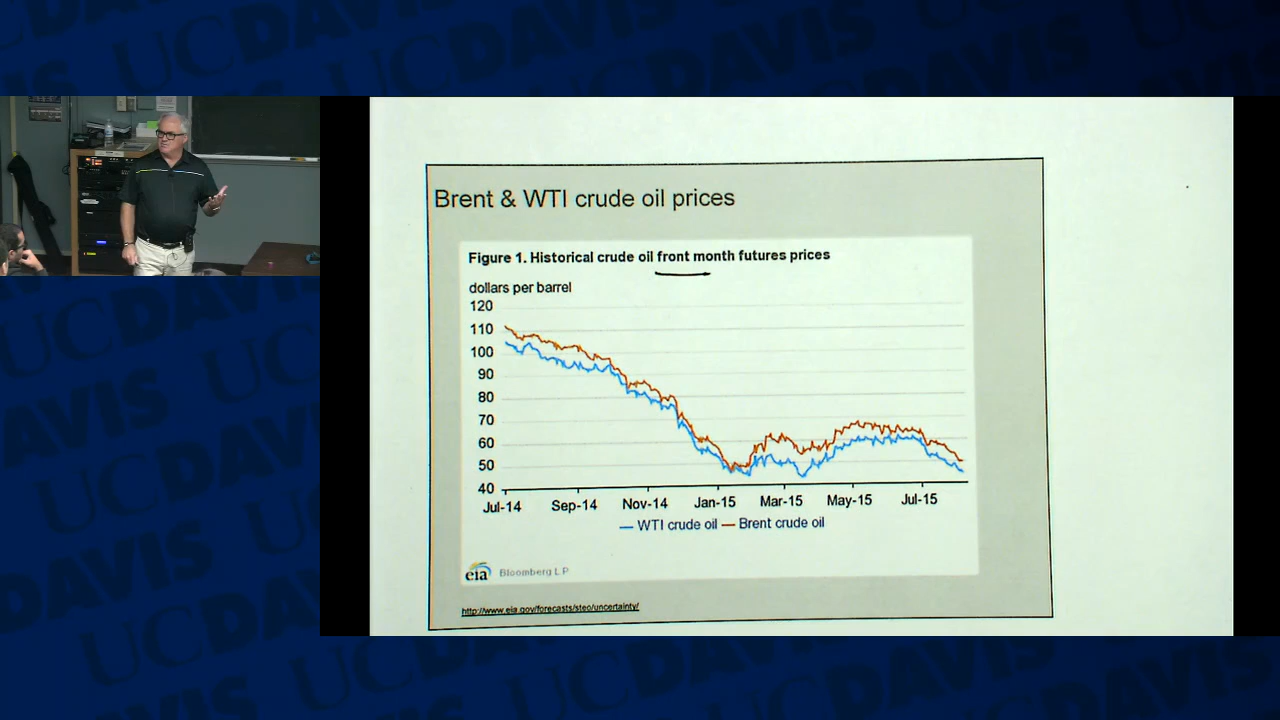 Brent & WTI crude oil prices
Figure 1. Historical crude oil front month futures prices
dollars per barrel
120
110
100
90
80
70
60
50
40
Jul-14 Sep-14 Nov-14 Jan-15 Mar-15 May-15 Jul-15
WTI crude oil Brent crude oil
eia Bloomberg L.P
http://www.eia.gov/forecasts/steo/uncertainty/
UCDAVIS